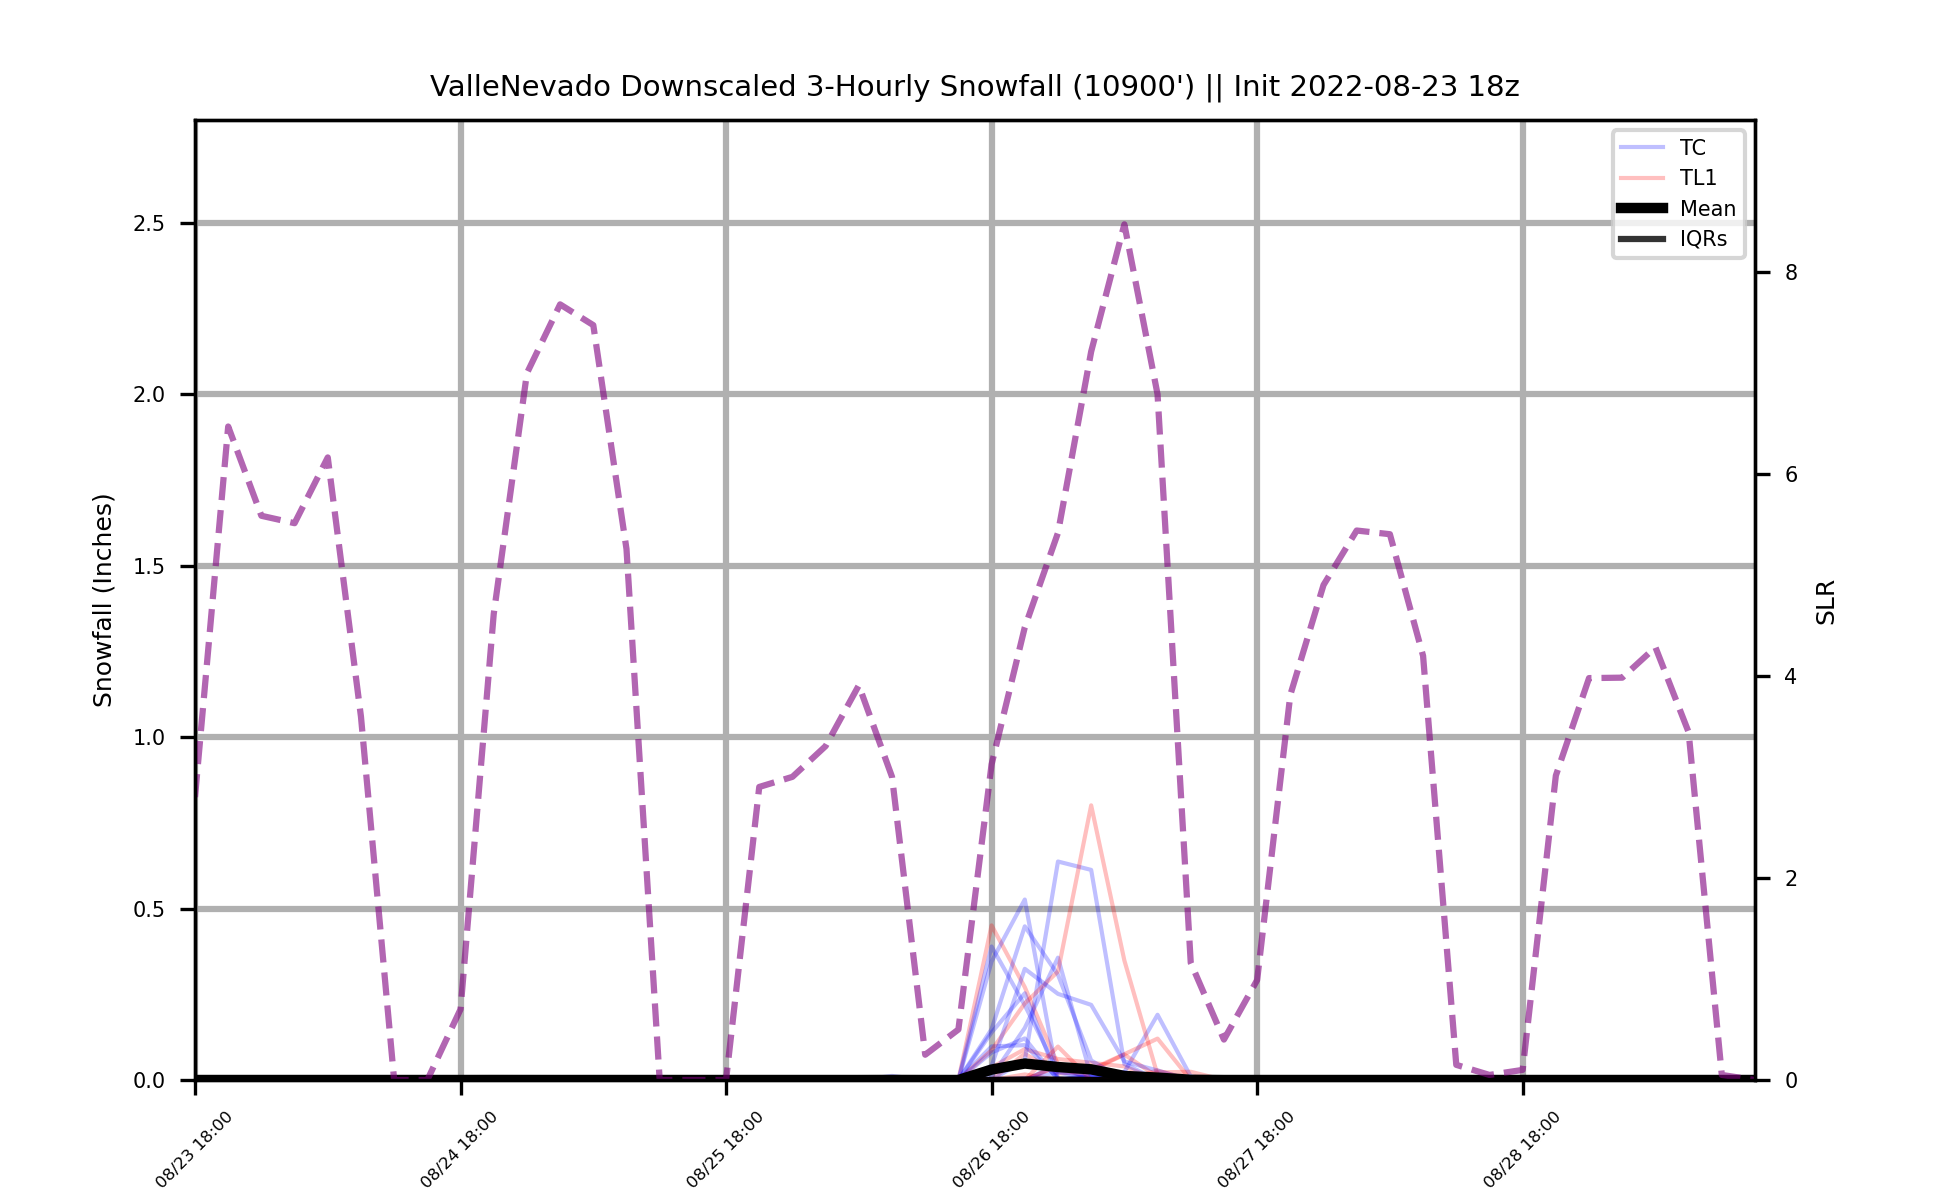 ValleNevado Downscaled 3-Hourly Snowfall (10900') || Init 2022-08-23 18z
TC
TL1
Mean
IQRs
Snowfall (Inches)
2.5
2.0
1.5
1.0
0.5
0.0
SLR
8
6
4
2
0
08/23 18:00
08/24 18:00
08/25 18:00
08/26 18:00
08/27 18:00
08/28 18:00